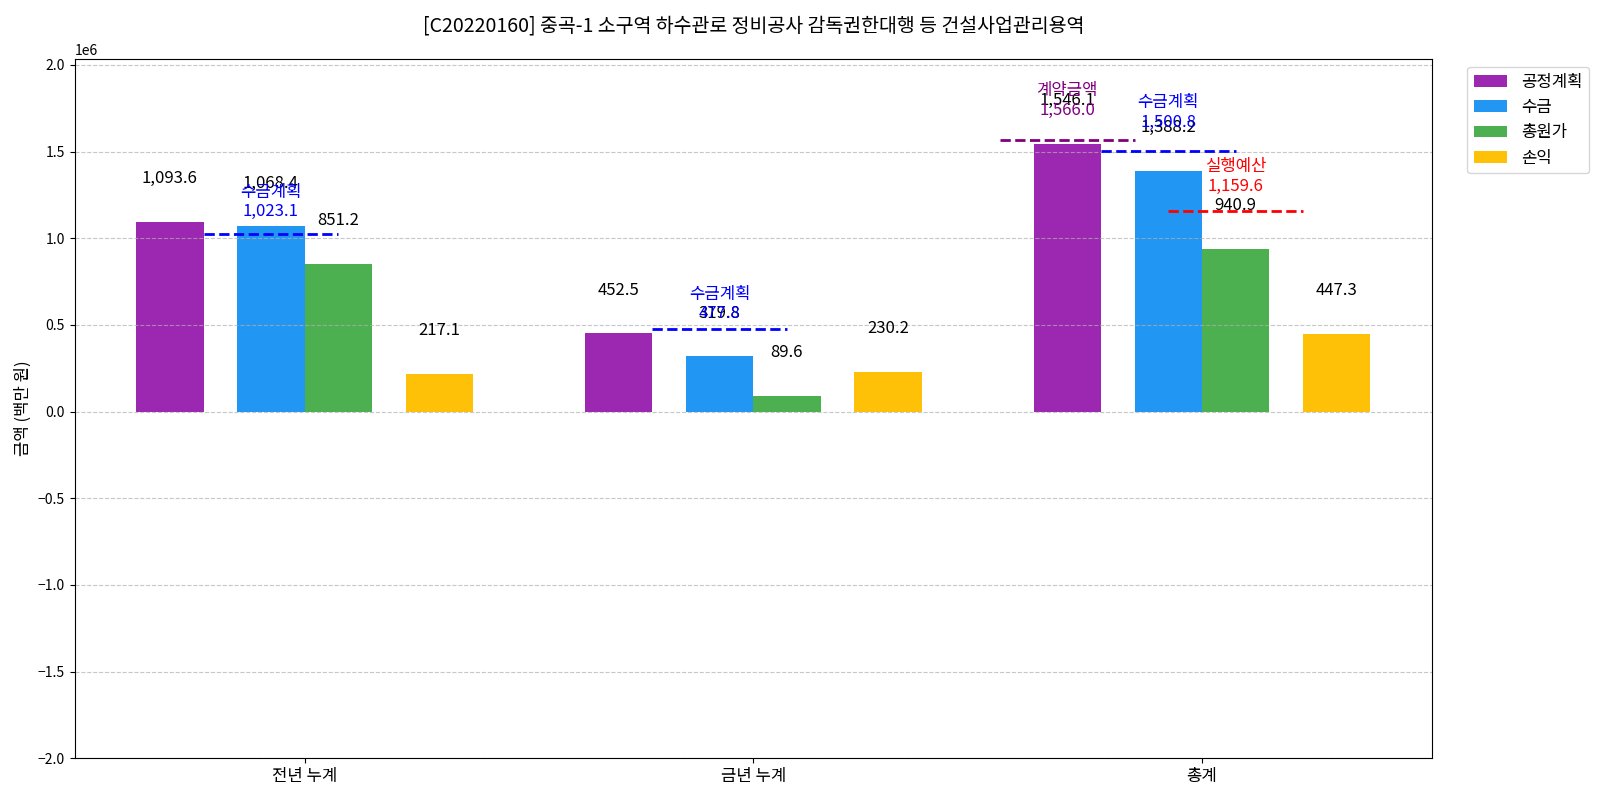 [C20220160] 중곡-1 소구역 하수관로 정비공사 감독권한대행 등 건설사업관리용역
1e6
2.0
1.5
1.0
0.5
0.0
−0.5
−1.0
−1.5
−2.0
금액 (백만 원)
1,093.6
1,068.4
수금계획
1,023.1
851.2
217.1
452.5
수금계획
319.8
89.6
230.2
계약금액
1,546.1
1,566.0
수금계획
1,500.8
1,388.2
실행예산
1,159.6
940.9
447.3
전년 누계
금년 누계
총계
공정계획
수금
총원가
손익